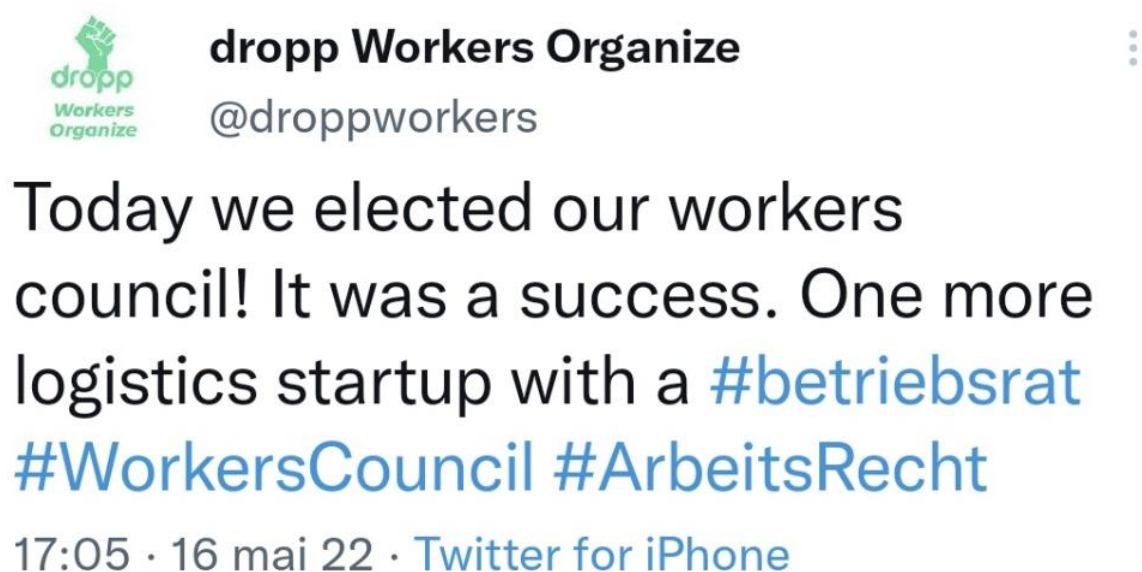 dropp
Workers
Organize
dropp Workers Organize
@droppworkers
Today we elected our workers
council! It was a success. One more
logistics startup with a #betriebsrat
#WorkersCouncil #ArbeitsRecht
17:05 · 16 mai 22 · Twitter for iPhone